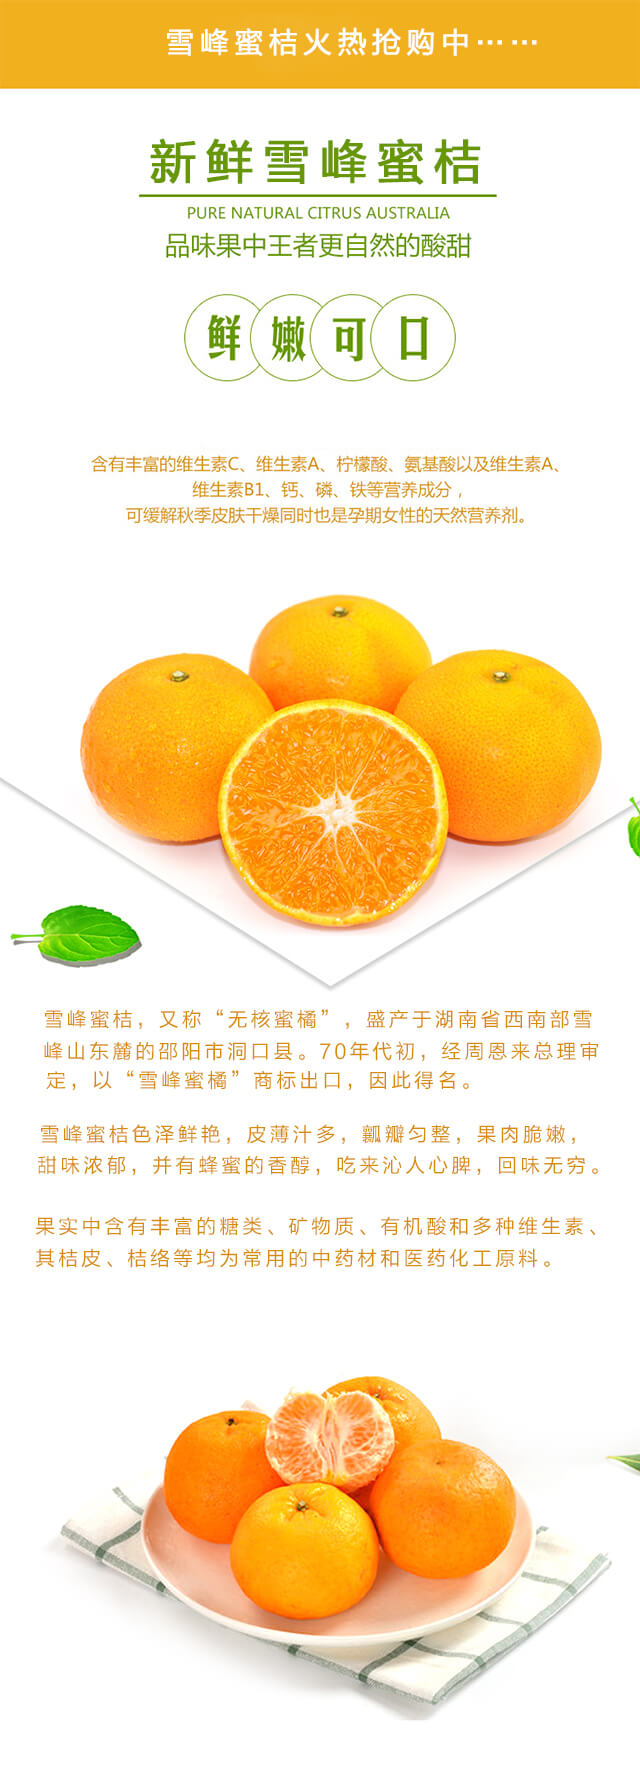 雪峰蜜桔火热抢购中……
新鲜雪峰蜜桔
PURE NATURAL CITRUS AUSTRALIA
品味果中王者更自然的酸甜
鲜嫩可口
含有丰富的维生素C、维生素A、柠檬酸、氨基酸以及维生素A、
维生素B1、钙、磷、铁等营养成分，
可缓解秋季皮肤干燥同时也是孕期女性的天然营养剂。
雪峰蜜桔，又称“无核蜜橘”，盛产于湖南省西南部雪
峰山东麓的邵阳市洞口县。70年代初，经周恩来总理审
定，以“雪峰蜜橘”商标出口，因此得名。
雪峰蜜桔色泽鲜艳，皮薄汁多，瓤瓣匀整，果肉脆嫩，
甜味浓郁，并有蜂蜜的香醇，吃来沁人心脾，回味无穷。
果实中含有丰富的糖类、矿物质、有机酸和多种维生素、
其桔皮、桔络等均为常用的中药材和医药化工原料。